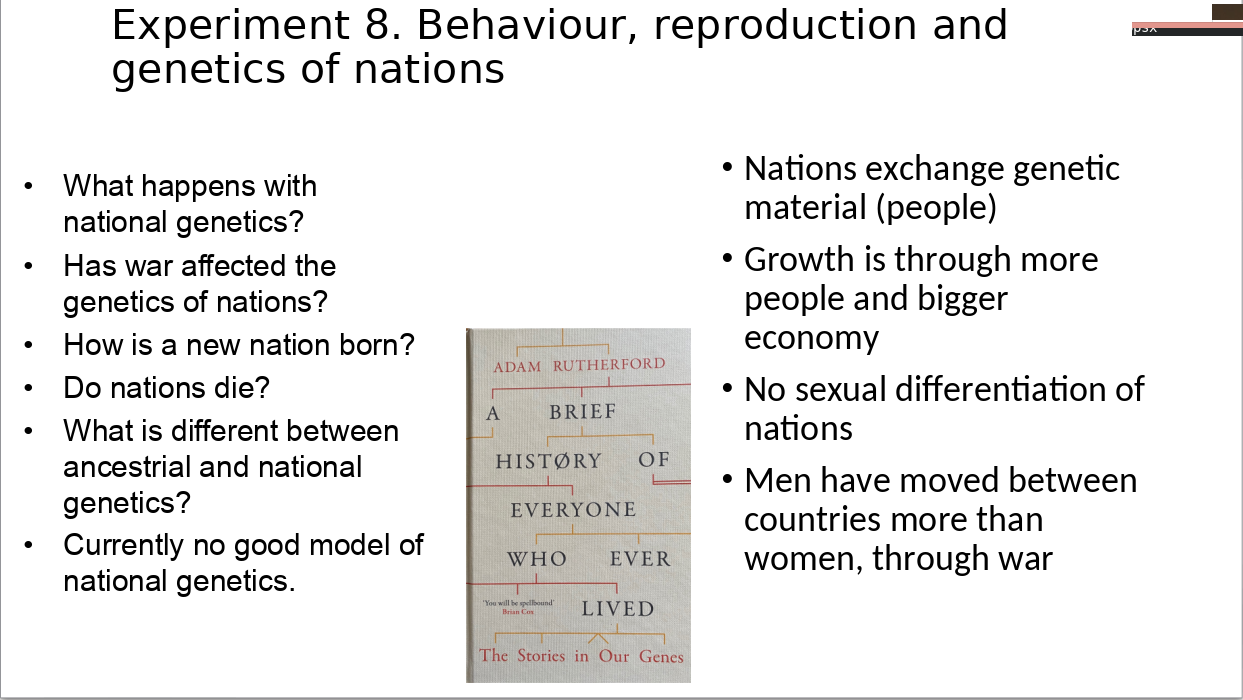 Experiment 8. Behaviour, reproduction and
genetics of nations
psx
• What happens with
national genetics?
• Has war affected the
genetics of nations?
• How is a new nation born?
• Do nations die?
• What is different between
ancestrial and national
genetics?
• Currently no good model of
national genetics.
ADAM RUTHERFORD
A BRIEF
HISTØRY OF
EVERYONE
WHO EVER
'You will be spellbound'
Brian Cox
LIVED
The Stories in Our Genes
• Nations exchange genetic
material (people)
• Growth is through more
people and bigger
economy
• No sexual differentiation of
nations
• Men have moved between
countries more than
women, through war